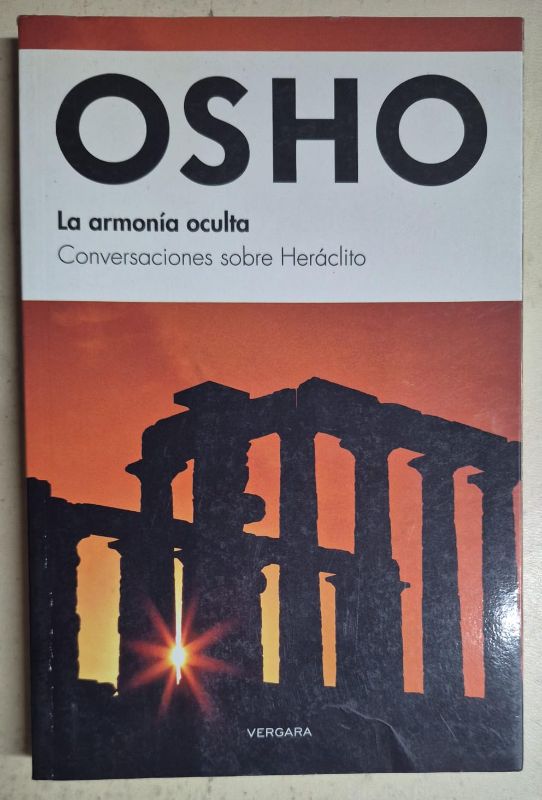 OSHO
La armonía oculta
Conversaciones sobre Heráclito
VERGARA